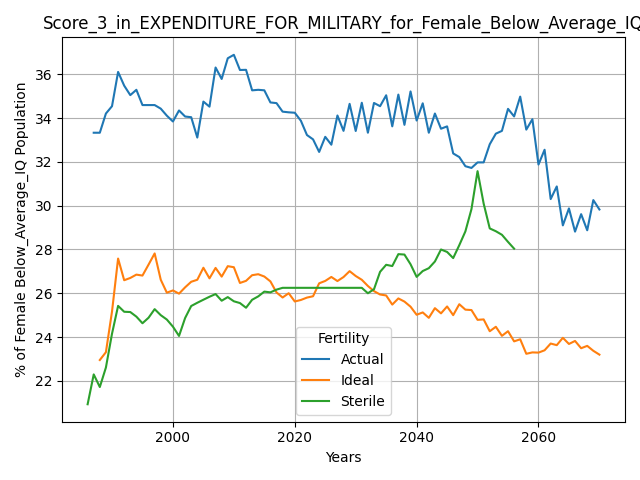 Score_3_in_EXPENDITURE_FOR_MILITARY_for_Female_Below_Average_IQ
% of Female Below_Average_IQ Population
36
34
32
30
28
26
24
22
Fertility
Actual
Ideal
Sterile
2000 2020 2040 2060
Years